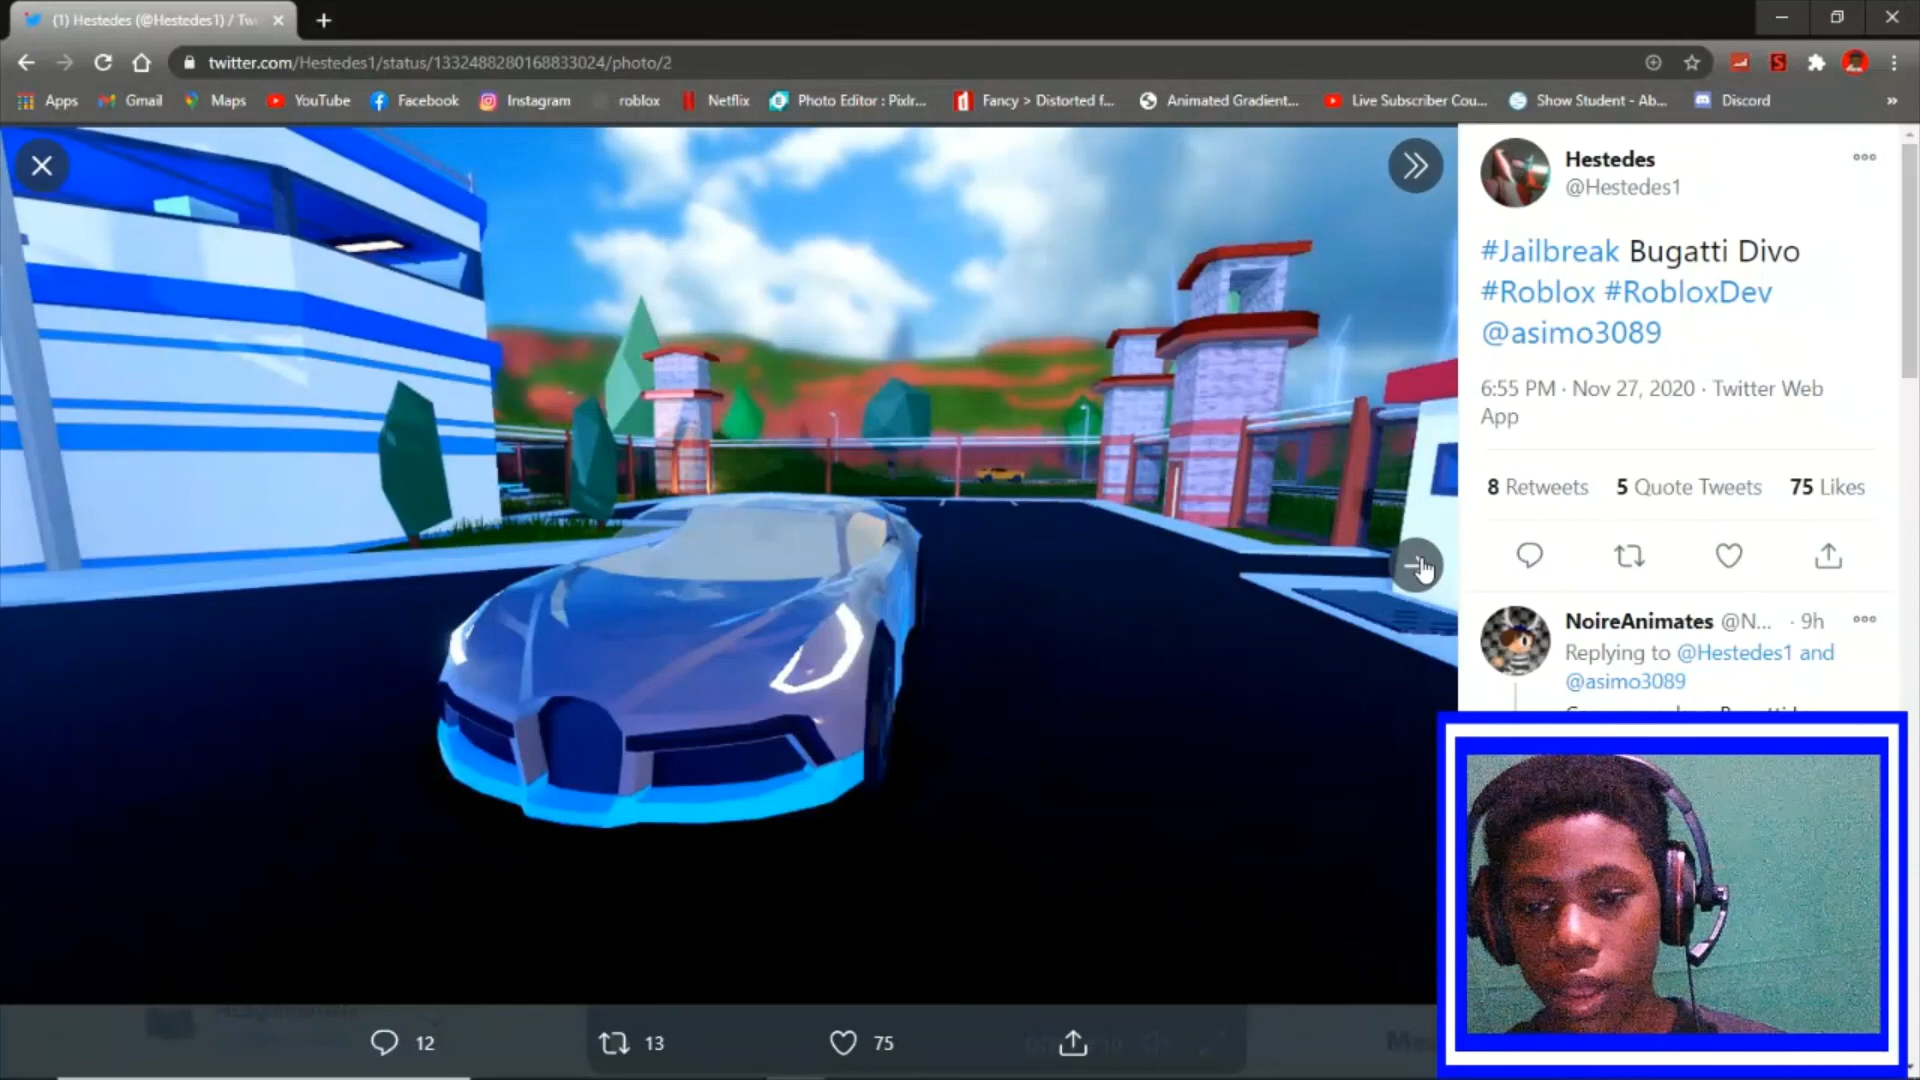 (1) Hestedes (@Hestedes1) / Tw
twitter.com/Hestedes1/status/1332488280168833024/photo/2
Apps Gmail Maps YouTube Facebook Instagram roblox Netflix Photo Editor : Pixlr... Fancy > Distorted f... Animated Gradient... Live Subscriber Cou... Show Student - Ab... Discord »
Hestedes
@Hestedes1
#Jailbreak Bugatti Divo
#Roblox #RobloxDev
@asimo3089
6:55 PM · Nov 27, 2020 · Twitter Web
App
8 Retweets 5 Quote Tweets 75 Likes
NoireAnimates @N... · 9h
Replying to @Hestedes1 and
@asimo3089
12 13 75